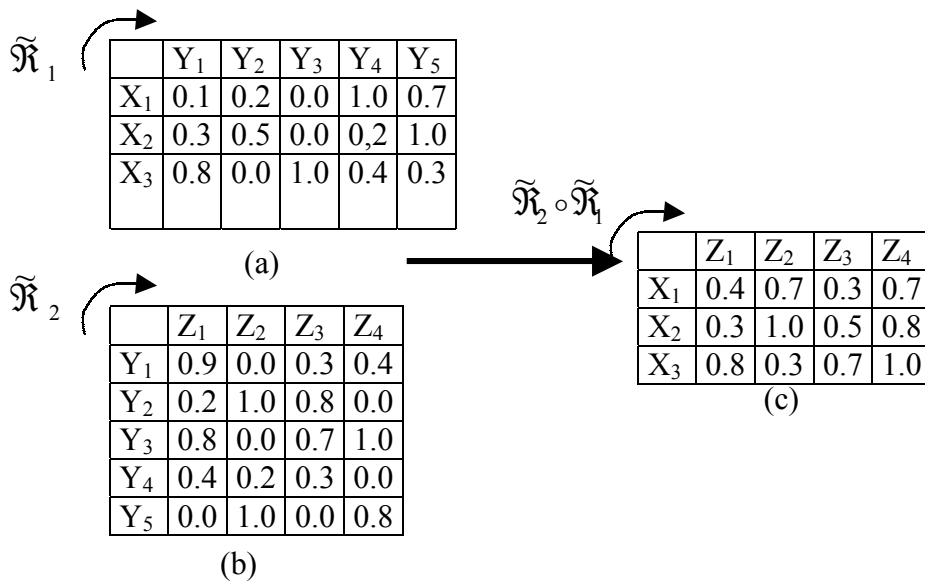 ℜ̃ 1
Y1 Y2 Y3 Y4 Y5
X1 0.1 0.2 0.0 1.0 0.7
X2 0.3 0.5 0.0 0,2 1.0
X3 0.8 0.0 1.0 0.4 0.3
(a)
ℜ̃ 2
Z1 Z2 Z3 Z4
Y1 0.9 0.0 0.3 0.4
Y2 0.2 1.0 0.8 0.0
Y3 0.8 0.0 0.7 1.0
Y4 0.4 0.2 0.3 0.0
Y5 0.0 1.0 0.0 0.8
(b)
ℜ̃2 ∘ ℜ̃1
Z1 Z2 Z3 Z4
X1 0.4 0.7 0.3 0.7
X2 0.3 1.0 0.5 0.8
X3 0.8 0.3 0.7 1.0
(c)